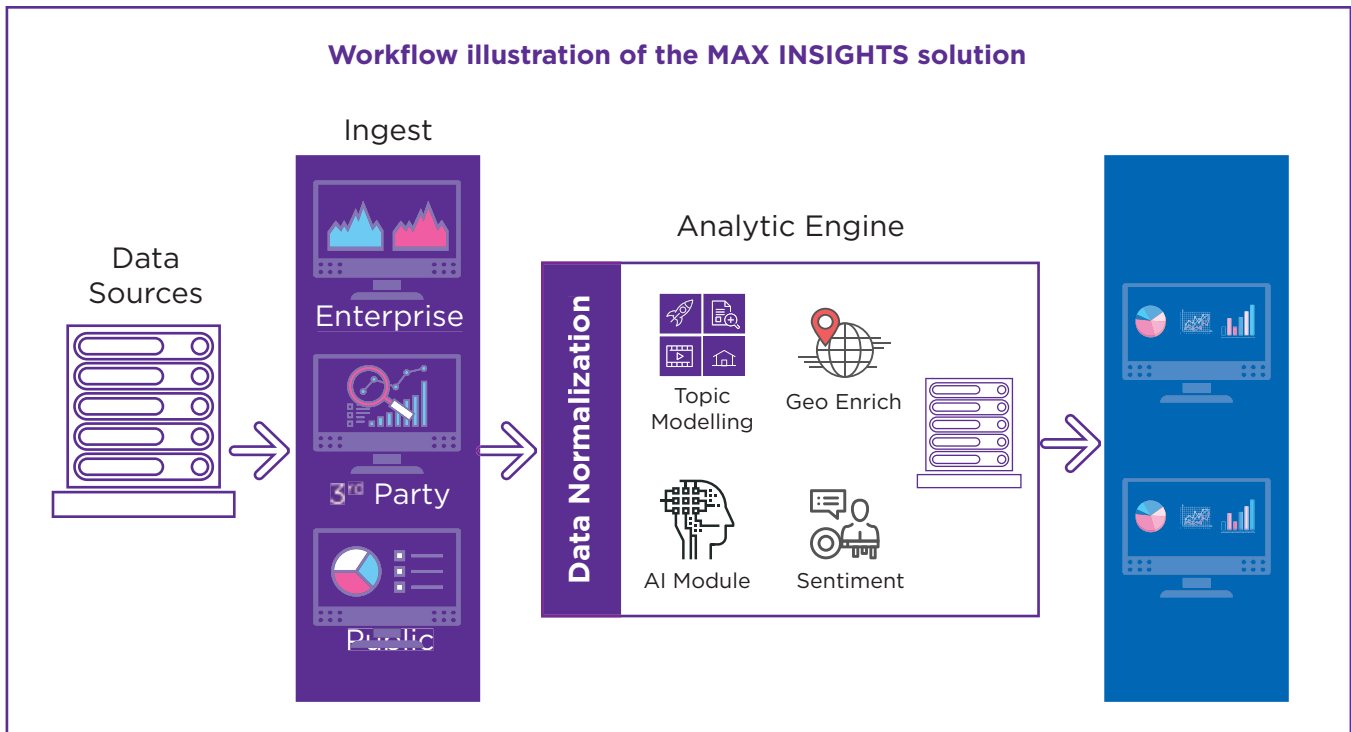 Workflow illustration of the MAX INSIGHTS solution
Ingest
Data
Sources
Enterprise
3rd Party
Public
Analytic Engine
Data Normalization
Topic
Modelling
Geo Enrich
AI Module
Sentiment